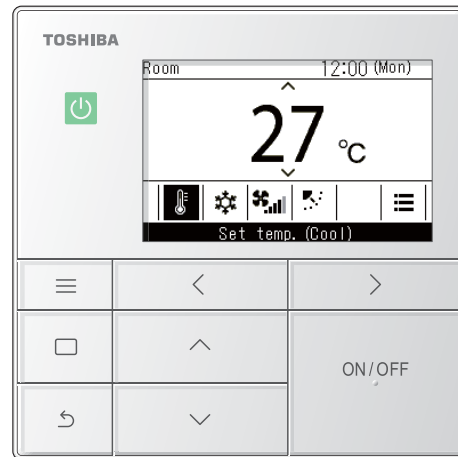 TOSHIBA
Room 12:00 (Mon)
27 °C
Set temp. (Cool)
ON/OFF